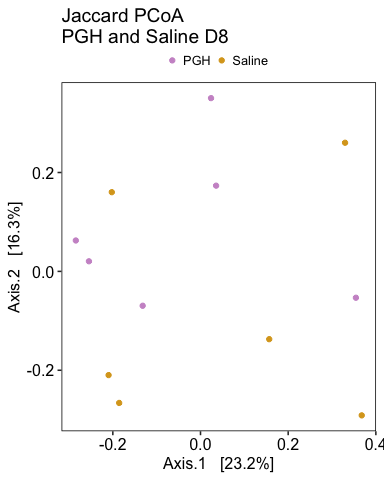 Jaccard PCoA
PGH and Saline D8
PGH Saline
0.2
0.0
-0.2
Axis.2 [16.3%]
-0.2 0.0 0.2 0.4
Axis.1 [23.2%]